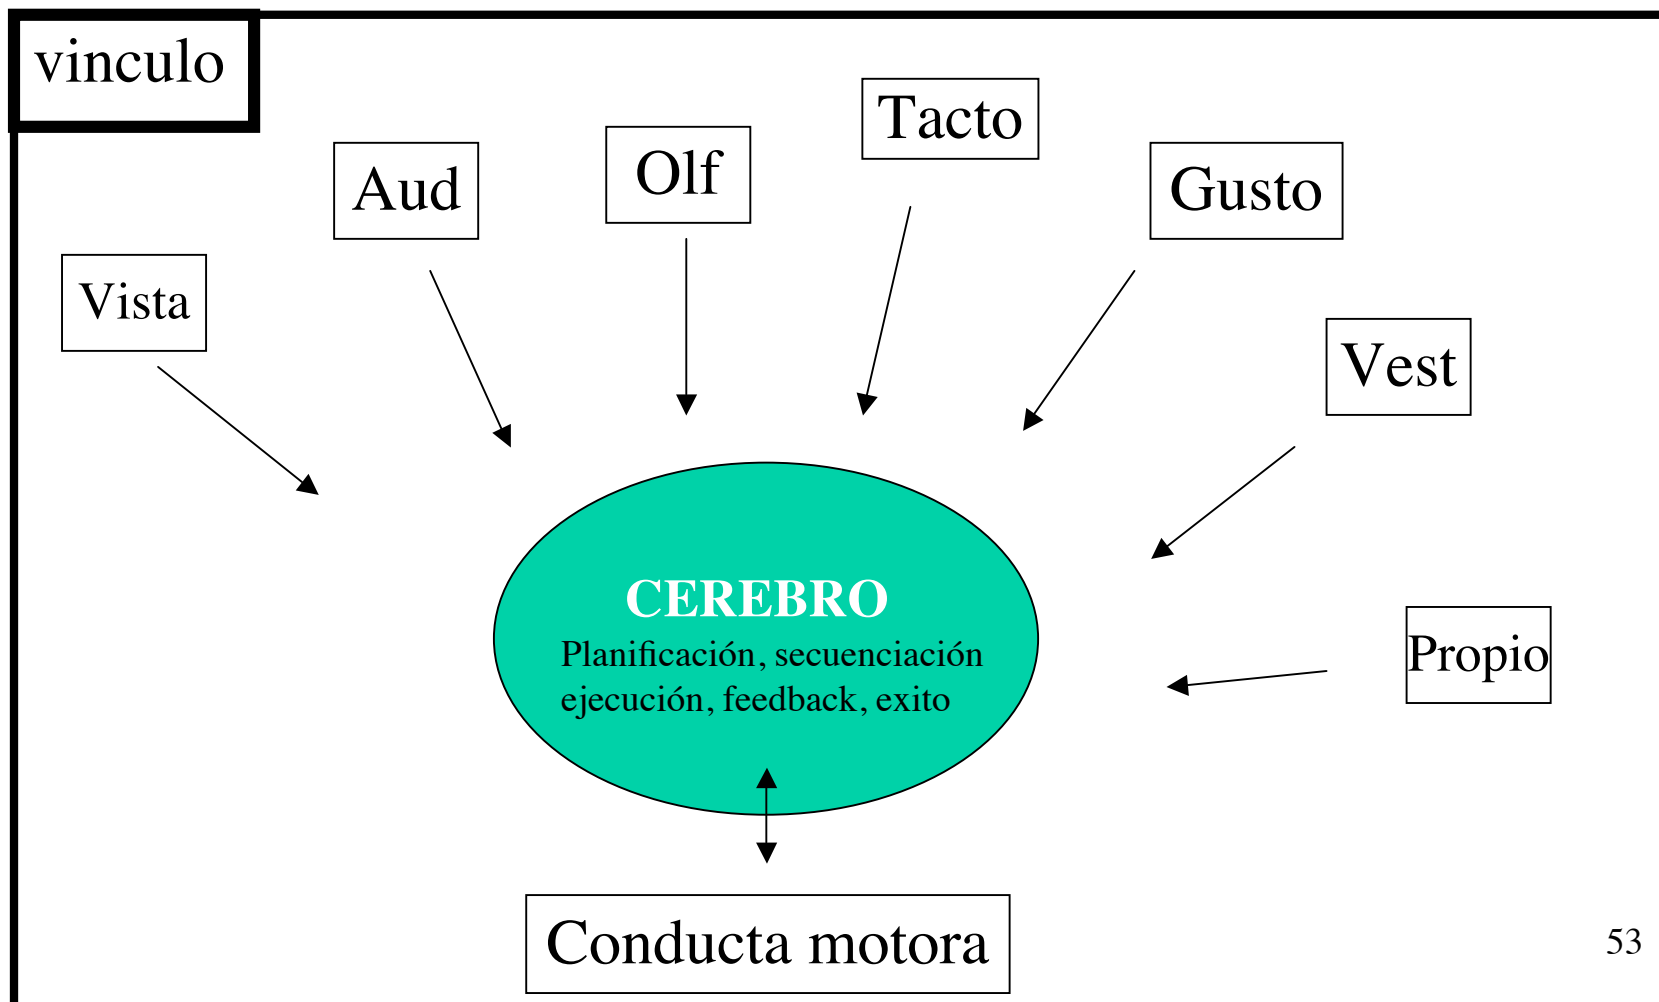 vinculo
Tacto
Olf
Aud
Gusto
Vista
Vest
CEREBRO
Planificación, secuenciación
ejecución, feedback, exito
Propio
Conducta motora
53